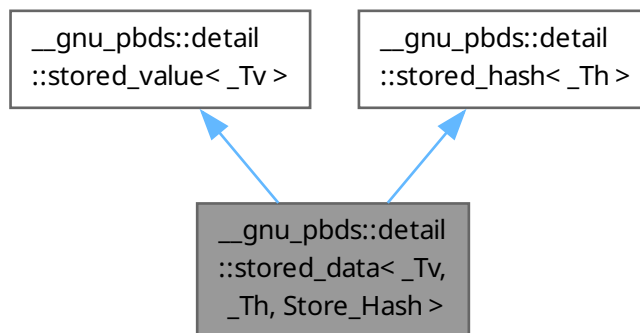 __gnu_pbds::detail
::stored_value< _Tv >
__gnu_pbds::detail
::stored_hash< _Th >
__gnu_pbds::detail
::stored_data< _Tv,
_Th, Store_Hash >